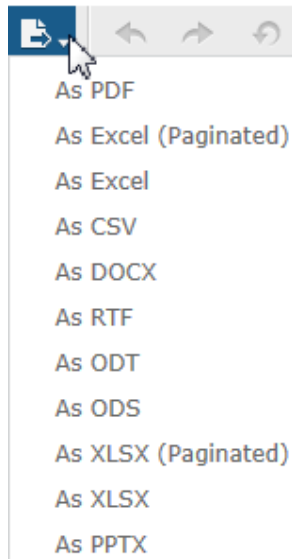 As PDF
As Excel (Paginated)
As Excel
As CSV
As DOCX
As RTF
As ODT
As ODS
As XLSX (Paginated)
As XLSX
As PPTX